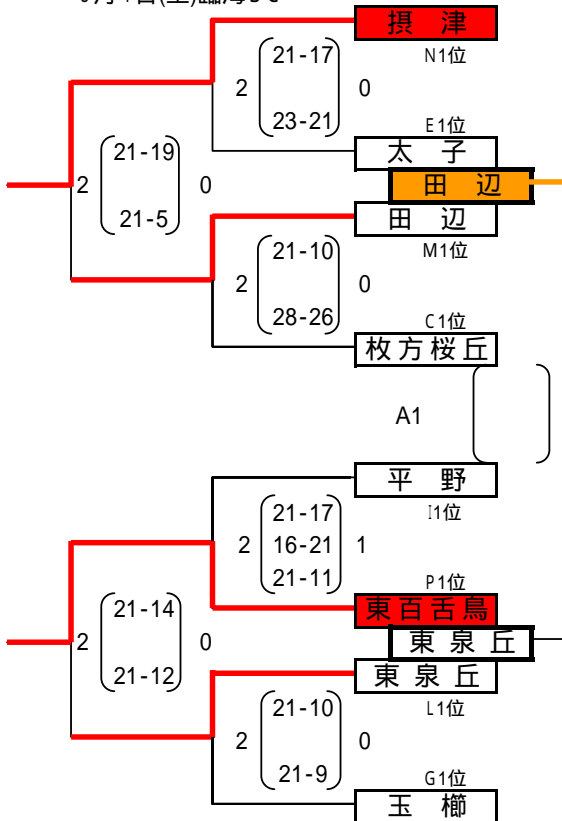 摂津
21-17
N1位
2
0
23-21
E1位
太子
21-19
田辺
2
0
田辺
21-5
M1位
21-10
2
0
28-26
C1位
枚方桜丘
A1
平野
21-17
I1位
2
16-21
1
21-11
P1位
21-14
東百舌鳥
2
0
東泉丘
21-12
東泉丘
21-10
L1位
2
0
21-9
G1位
玉櫛